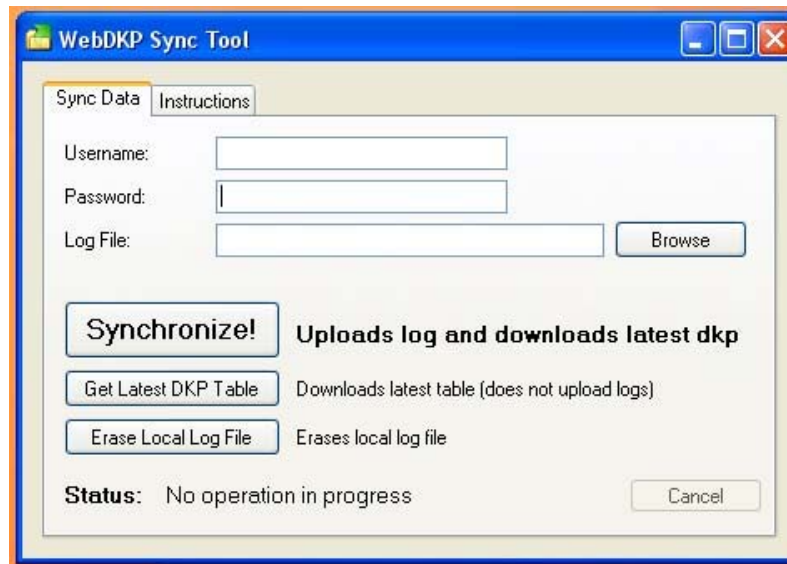 WebDKP Sync Tool
Sync Data Instructions
Username:
Password:
Log File: Browse
Synchronize! Uploads log and downloads latest dkp
Get Latest DKP Table Downloads latest table (does not upload logs)
Erase Local Log File Erases local log file
Status: No operation in progress Cancel